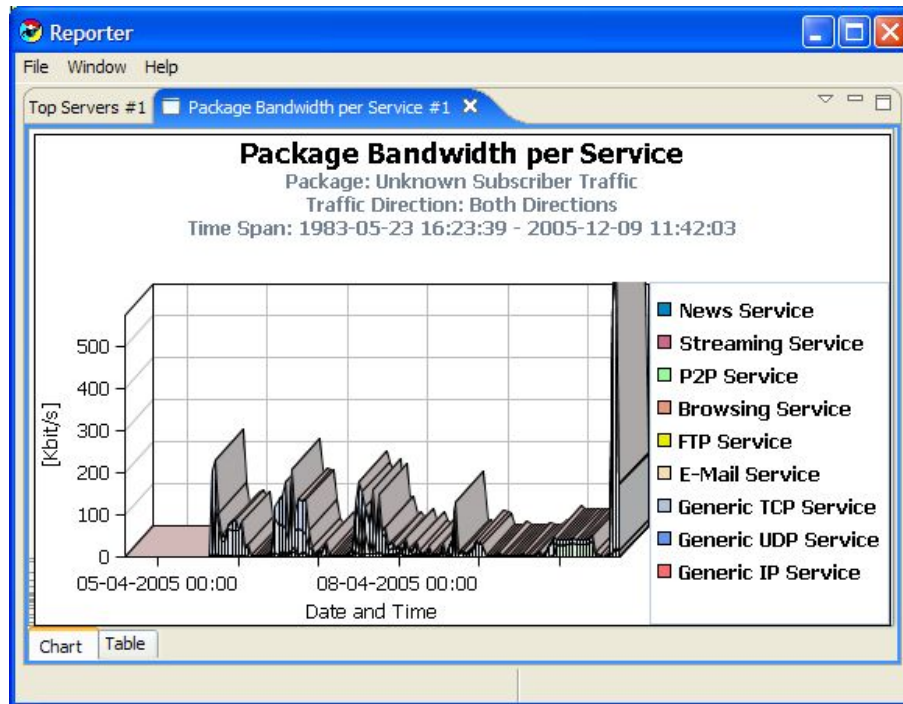 Reporter
File Window Help
Top Servers #1
Package Bandwidth per Service #1
Package Bandwidth per Service
Package: Unknown Subscriber Traffic
Traffic Direction: Both Directions
Time Span: 1983-05-23 16:23:39 - 2005-12-09 11:42:03
[Kbit/s]
500
400
300
200
100
0
05-04-2005 00:00
08-04-2005 00:00
Date and Time
News Service
Streaming Service
P2P Service
Browsing Service
FTP Service
E-Mail Service
Generic TCP Service
Generic UDP Service
Generic IP Service
Chart
Table